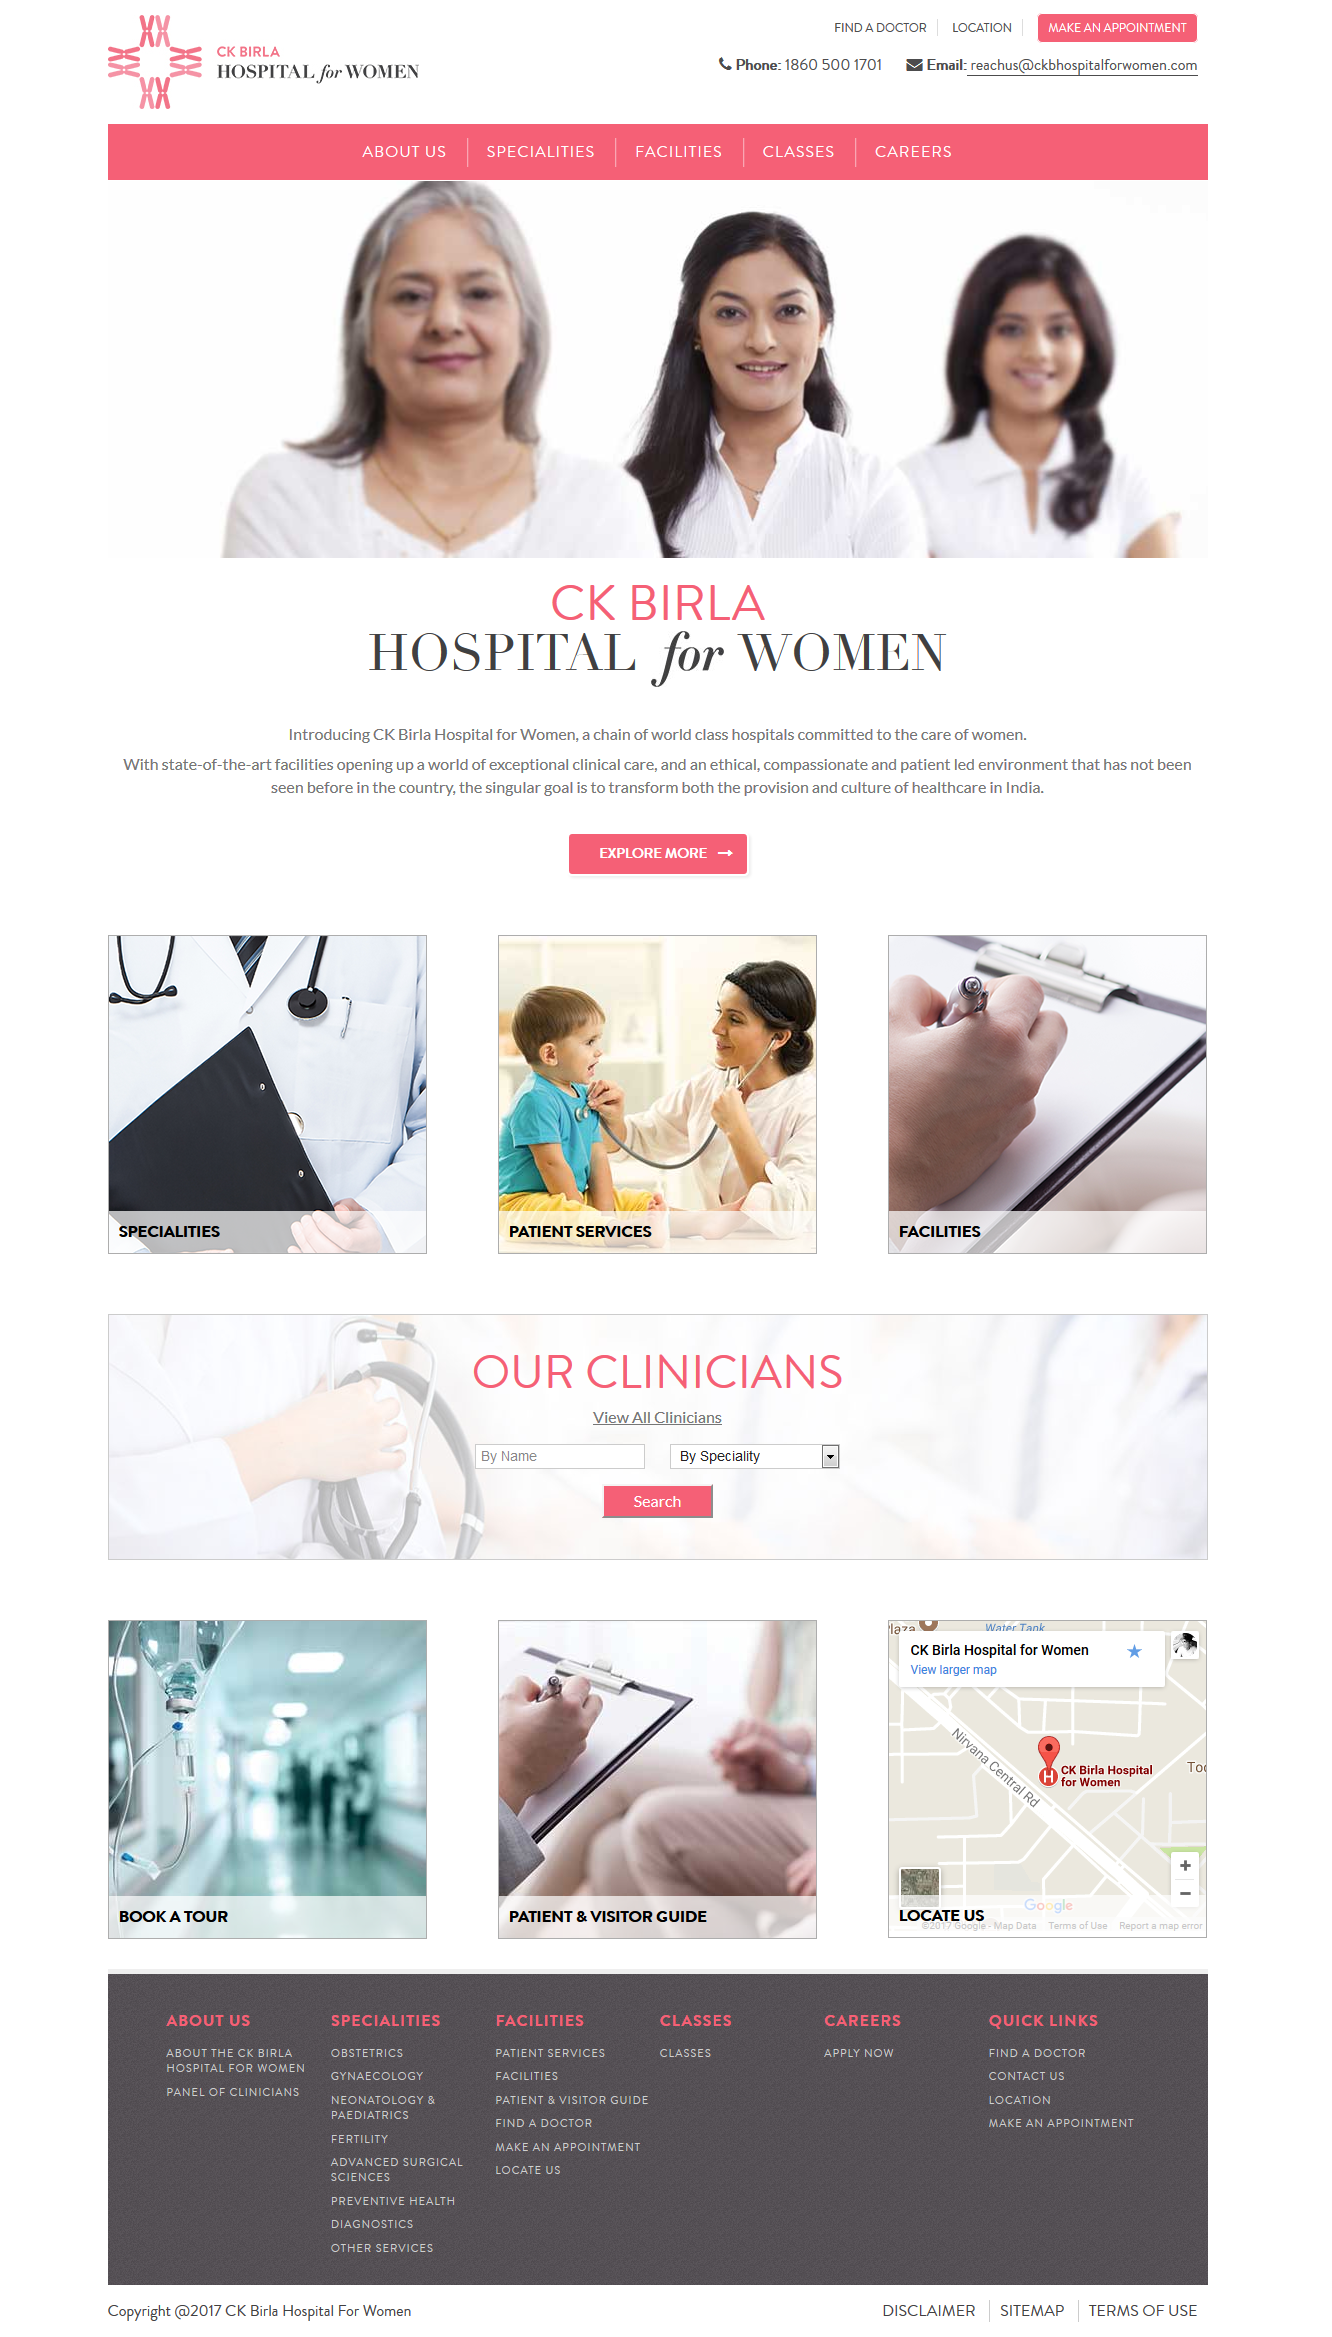 FIND A DOCTOR
LOCATION
MAKE AN APPOINTMENT
CK BIRLA
HOSPITAL for WOMEN
Phone: 1860 500 1701
Email: reachus@ckbhospitalforwomen.com
ABOUT US
SPECIALITIES
FACILITIES
CLASSES
CAREERS
CK BIRLA
HOSPITAL for WOMEN
Introducing CK Birla Hospital for Women, a chain of world class hospitals committed to the care of women.
With state-of-the-art facilities opening up a world of exceptional clinical care, and an ethical, compassionate and patient led environment that has not been
seen before in the country, the singular goal is to transform both the provision and culture of healthcare in India.
EXPLORE MORE
SPECIALITIES
PATIENT SERVICES
FACILITIES
OUR CLINICIANS
View All Clinicians
By Name
By Speciality
Search
BOOK A TOUR
PATIENT & VISITOR GUIDE
Water Tank
CK Birla Hospital for Women
View larger map
Nirvana Central Rd
H
CK Birla Hospital
for Women
Google
LOCATE US
©2017 Google - Map Data
Terms of Use
Report a map error
ABOUT US
ABOUT THE CK BIRLA
HOSPITAL FOR WOMEN
PANEL OF CLINICIANS
SPECIALITIES
OBSTETRICS
GYNAECOLOGY
NEONATOLOGY &
PAEDIATRICS
FERTILITY
ADVANCED SURGICAL
SCIENCES
PREVENTIVE HEALTH
DIAGNOSTICS
OTHER SERVICES
FACILITIES
PATIENT SERVICES
FACILITIES
PATIENT & VISITOR GUIDE
FIND A DOCTOR
MAKE AN APPOINTMENT
LOCATE US
CLASSES
CLASSES
CAREERS
APPLY NOW
QUICK LINKS
FIND A DOCTOR
CONTACT US
LOCATION
MAKE AN APPOINTMENT
Copyright @2017 CK Birla Hospital For Women
DISCLAIMER
SITEMAP
TERMS OF USE